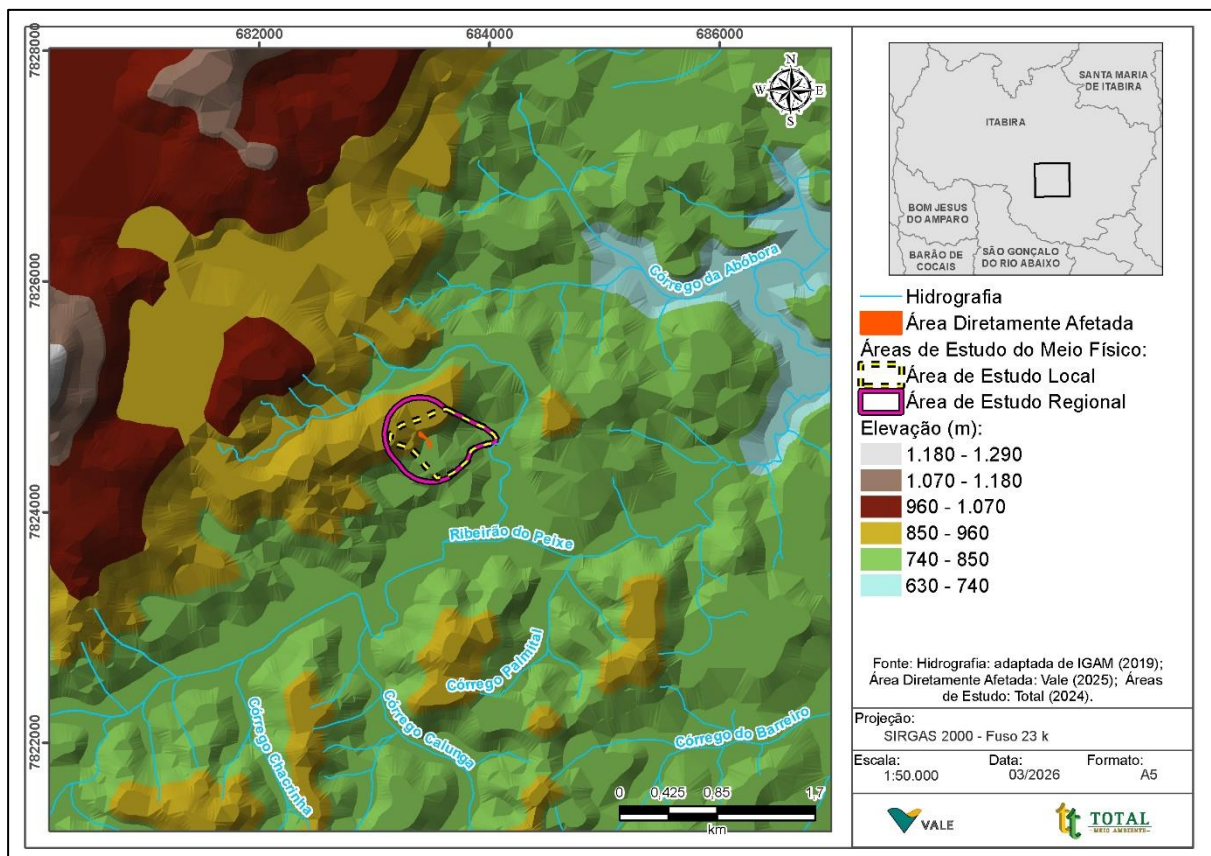 682000
684000
686000
7828000
7826000
7824000
7822000
N
W
E
S
Córrego da Abóbora
Ribeirão do Peixe
Córrego Palmital
Córrego Calunga
Córrego do Barreiro
Córrego Chacrinha
0 0,425 0,85 1,7
km
SANTA MARIA
DE ITABIRA
ITABIRA
BOM JESUS
DO AMPARO
BARÃO DE
COCAIS
SÃO GONÇALO
DO RIO ABAIXO
Hidrografia
Área Diretamente Afetada
Áreas de Estudo do Meio Físico:
Área de Estudo Local
Área de Estudo Regional
Elevação (m):
1.180 - 1.290
1.070 - 1.180
960 - 1.070
850 - 960
740 - 850
630 - 740
Fonte: Hidrografia: adaptada de IGAM (2019);
Área Diretamente Afetada: Vale (2025); Áreas
de Estudo: Total (2024).
Projeção:
SIRGAS 2000 - Fuso 23 k
Escala: Data: Formato:
1:50.000 03/2026 A5
VALE
TOTAL
MEIO AMBIENTE